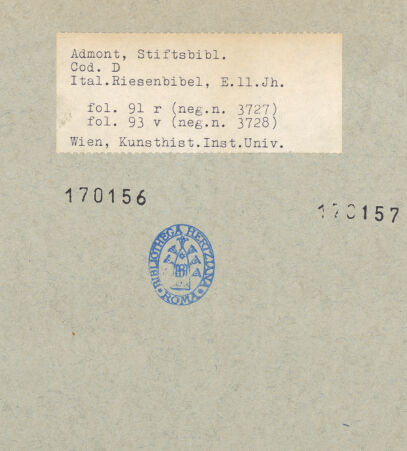 Admont, Stiftsbibl.
Cod. D
Ital.Riesenbibel, E.11.Jh.
fol. 91 r (neg.n. 3727)
fol. 93 v (neg.n. 3728)
Wien, Kunsthist.Inst.Univ.
170156
170157
BIBLIOTHECA HERTZIANA
ROMA